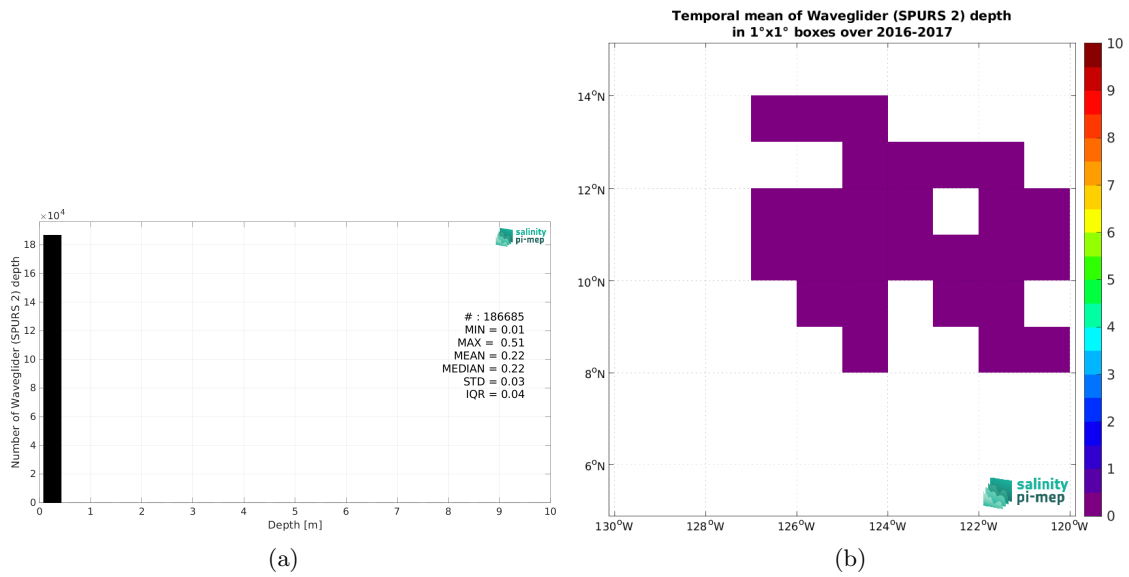 ×10⁴
18
16
14
12
10
8
6
4
2
0
Number of Waveglider (SPURS 2) depth
salinity
pi-mep
# : 186685
MIN = 0.01
MAX = 0.51
MEAN = 0.22
MEDIAN = 0.22
STD = 0.03
IQR = 0.04
0 1 2 3 4 5 6 7 8 9 10
Depth [m]
(a)
Temporal mean of Waveglider (SPURS 2) depth
in 1°x1° boxes over 2016-2017
14°N
12°N
10°N
8°N
6°N
130°W 128°W 126°W 124°W 122°W 120°W
salinity
pi-mep
10
9
8
7
6
5
4
3
2
1
0
(b)